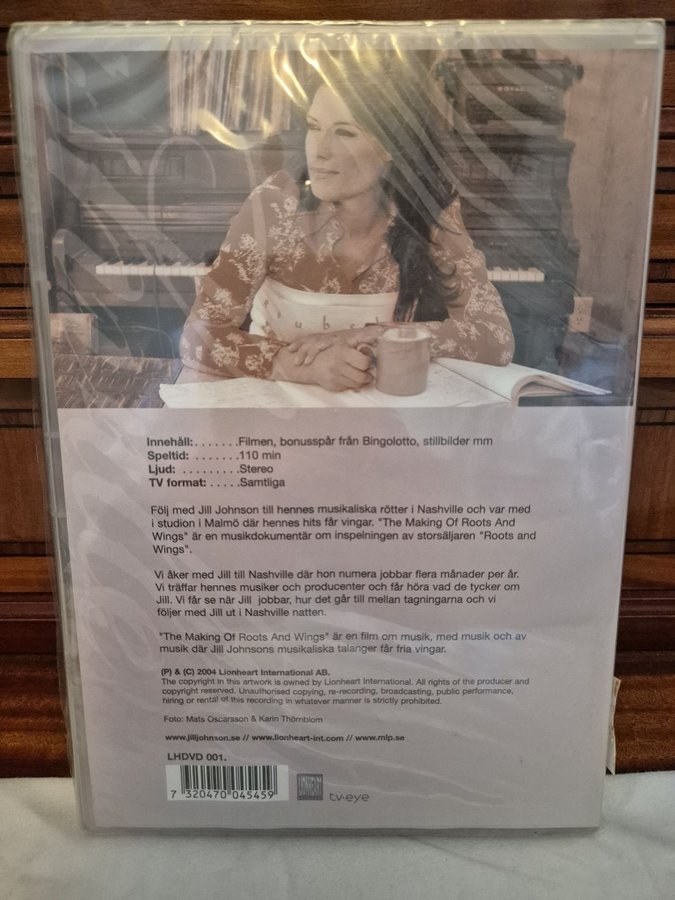 Innehåll:. . . . . . .Filmen, bonusspår från Bingolotto, stillbilder mm
Speltid: . . . . . . .110 min
Ljud: . . . . . . . . .Stereo
TV format: . . . . .Samtliga
Följ med Jill Johnson till hennes musikaliska rötter i Nashville och var med
i studion i Malmö där hennes hits får vingar. "The Making Of Roots And
Wings" är en musikdokumentär om inspelningen av storsäljaren "Roots and
Wings".
Vi åker med Jill till Nashville där hon numera jobbar flera månader per år.
Vi träffar hennes musiker och producenter och får höra vad de tycker om
Jill. Vi får se när Jill jobbar, hur det går till mellan tagningarna och vi
följer med Jill ut i Nashville natten.
"The Making Of Roots And Wings" är en film om musik, med musik och av
musik där Jill Johnsons musikaliska talanger får fria vingar.
(P) & (C) 2004 Lionheart International AB.
The copyright in this artwork is owned by Lionheart International. All rights of the producer and
copyright reserved. Unauthorised copying, re-recording, broadcasting, public performance,
hiring or rental of this recording in whatever manner is strictly prohibited.
Foto: Mats Oscarsson & Karin Törnblom
www.jilljohnson.se // www.lionheart-int.com // www.mlp.se
LHDVD 001.
7 320470 045459
tv-eye